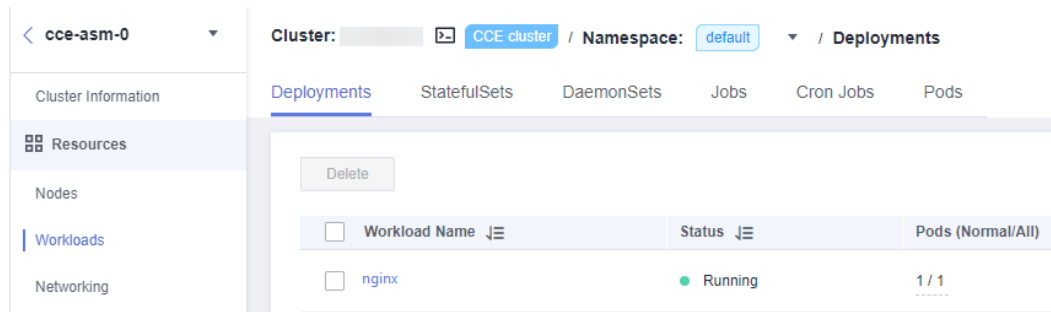 cce-asm-0
Cluster: CCE cluster / Namespace: default / Deployments
Cluster Information
Deployments StatefulSets DaemonSets Jobs Cron Jobs Pods
Resources
Delete
Nodes
Workload Name Status Pods (Normal/All)
Workloads
nginx Running 1 / 1
Networking